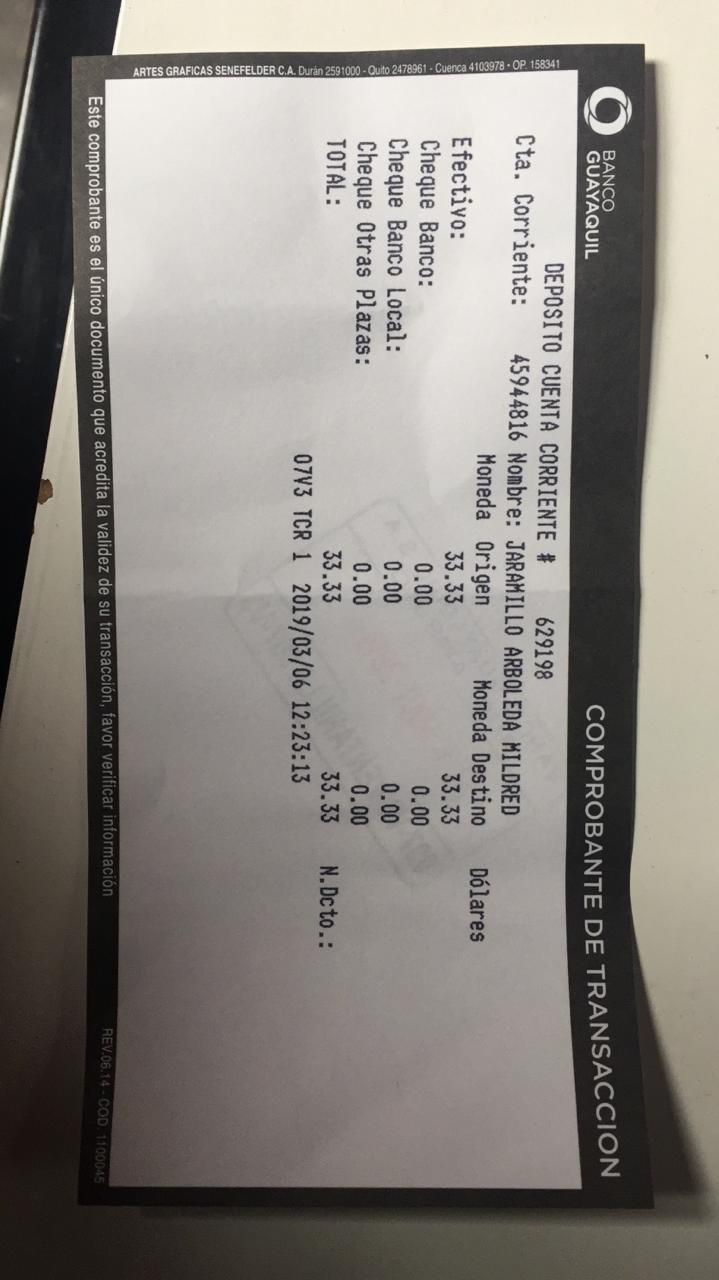 BANCO
GUAYAQUIL
COMPROBANTE DE TRANSACCION
DEPOSITO CUENTA CORRIENTE # 629198
Cta. Corriente: 45944816 Nombre: JARAMILLO ARBOLEDA MILDRED
Moneda Origen Moneda Destino Dólares
Efectivo: 33.33 33.33
Cheque Banco: 0.00 0.00
Cheque Banco Local: 0.00 0.00
Cheque Otras Plazas: 0.00 0.00
TOTAL: 33.33 33.33 N.Dcto.:
07V3 TCR 1 2019/03/06 12:23:13
Este comprobante es el único documento que acredita la validez de su transacción, favor verificar información
REV.06.14 - COD. 1100045
ARTES GRAFICAS SENEFELDER C.A. Durán 2591000 - Quito 2478961 - Cuenca 4103978 • OP. 158341